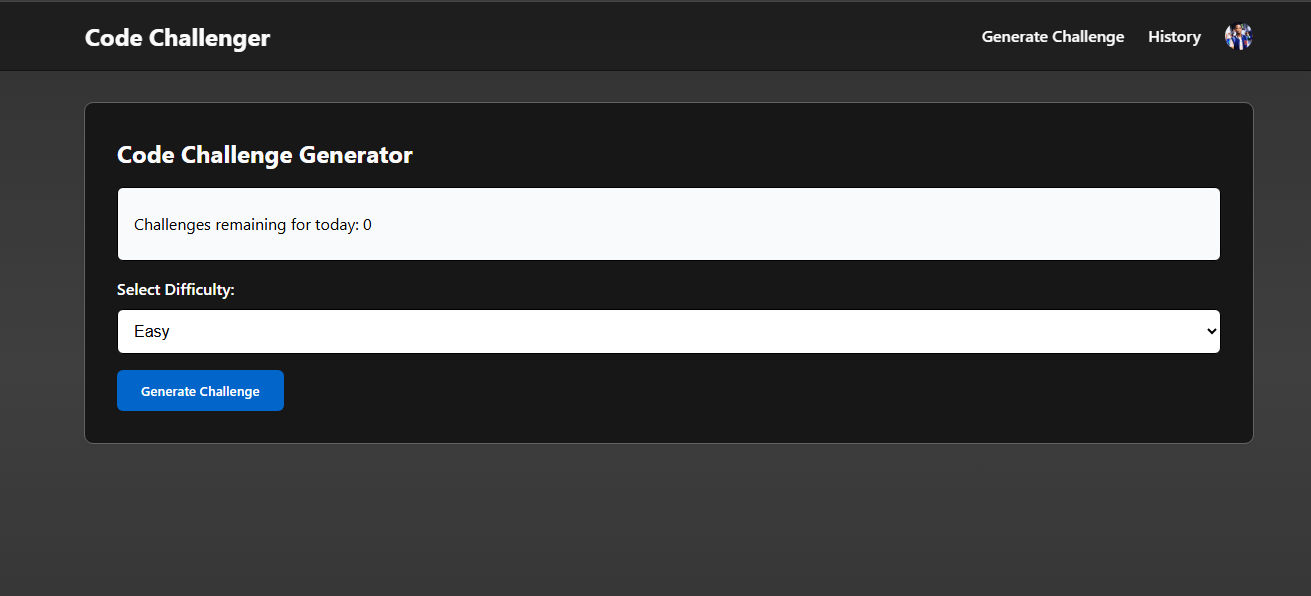 Code Challenger
Generate Challenge
History
Code Challenge Generator
Challenges remaining for today: 0
Select Difficulty:
Easy
Generate Challenge